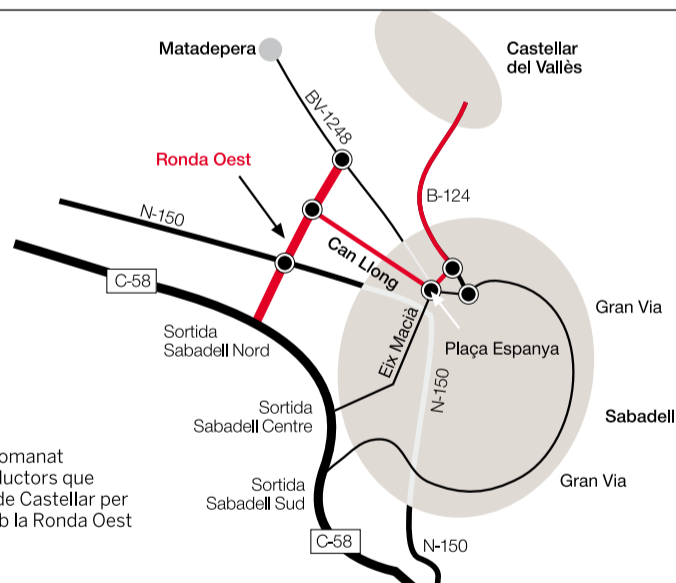 Matadepera
Castellar
del Vallès
BV-1248
Ronda Oest
B-124
N-150
Can Llong
C-58
Gran Via
Sortida
Sabadell Nord
Eix Macià
Plaça Espanya
N-150
Sortida
Sabadell Centre
Sabadell
omanat
ductors que
de Castellar per
b la Ronda Oest
Sortida
Sabadell Sud
Gran Via
C-58
N-150